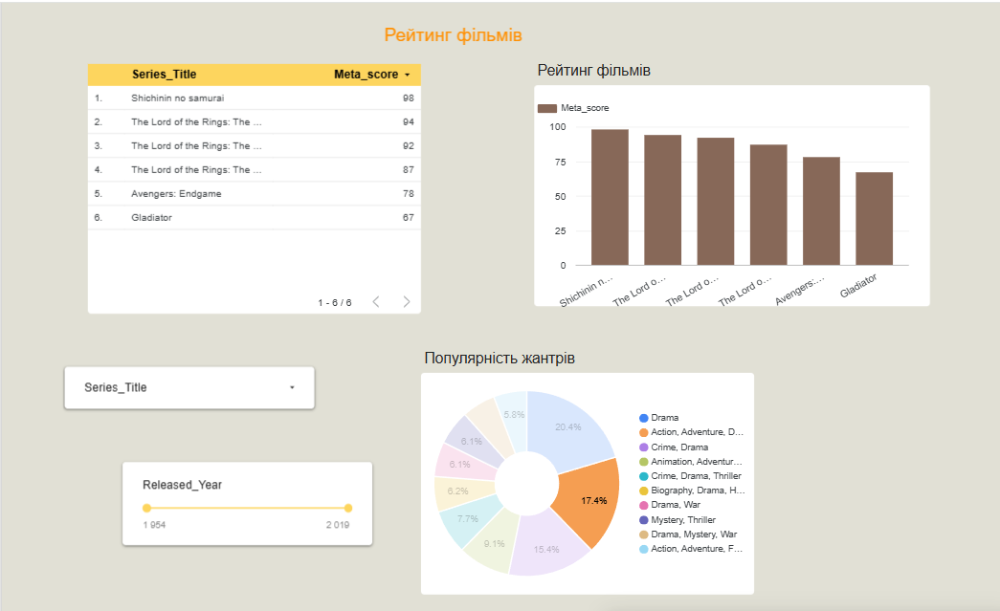 Рейтинг фільмів
Series_Title Meta_score
1. Shichinin no samurai 98
2. The Lord of the Rings: The ... 94
3. The Lord of the Rings: The ... 92
4. The Lord of the Rings: The ... 87
5. Avengers: Endgame 78
6. Gladiator 67
1 - 6 / 6
Рейтинг фільмів
Meta_score
100
75
50
25
0
Shichinin n...
The Lord o...
The Lord o...
The Lord o...
Avengers:...
Gladiator
Series_Title
Released_Year
1 954 2 019
Популярність жантрів
20.4%
17.4%
15.4%
9.1%
7.7%
6.2%
6.1%
6.1%
5.8%
Drama
Action, Adventure, D...
Crime, Drama
Animation, Adventur...
Crime, Drama, Thriller
Biography, Drama, H...
Drama, War
Mystery, Thriller
Drama, Mystery, War
Action, Adventure, F...